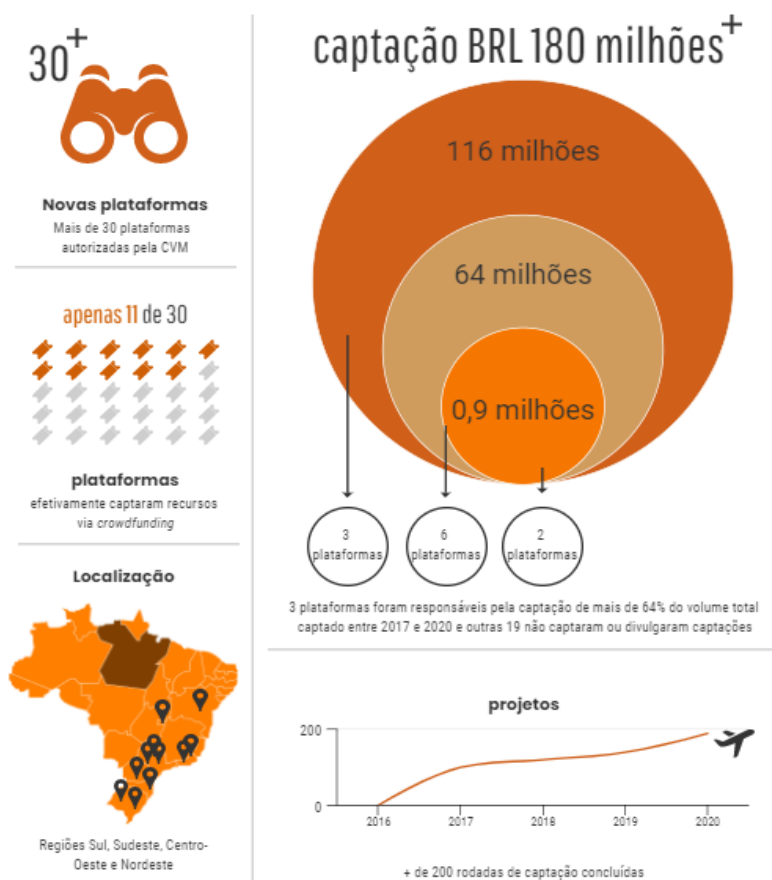 30+
Novas plataformas
Mais de 30 plataformas
autorizadas pela CVM
apenas 11 de 30
plataformas
efetivamente captaram recursos
via crowdfunding
Localização
Regiões Sul, Sudeste, Centro-
Oeste e Nordeste
captação BRL 180 milhões+
116 milhões
64 milhões
0,9 milhões
3
plataformas
6
plataformas
2
plataformas
3 plataformas foram responsáveis pela captação de mais de 64% do volume total
captado entre 2017 e 2020 e outras 19 não captaram ou divulgaram captações
projetos
200
0
2016 2017 2018 2019 2020
+ de 200 rodadas de captação concluídas